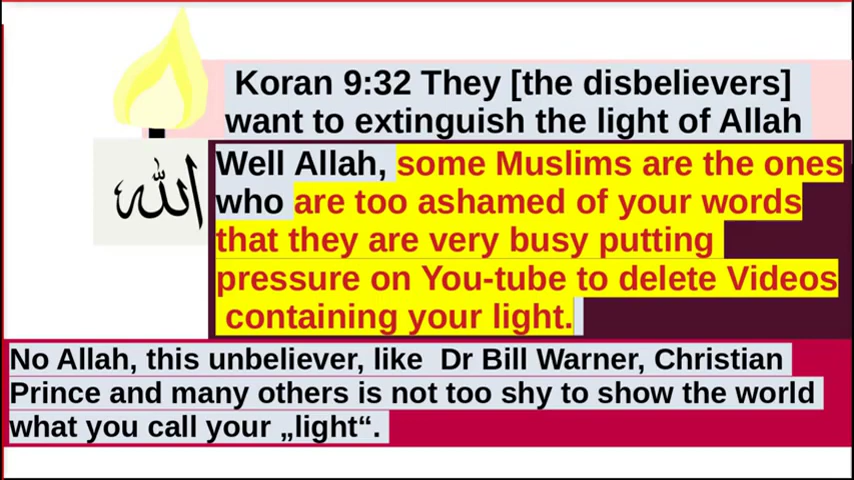 Koran 9:32 They [the disbelievers]
want to extinguish the light of Allah
الله
Well Allah, some Muslims are the ones
who are too ashamed of your words
that they are very busy putting
pressure on You-tube to delete Videos
containing your light.
No Allah, this unbeliever, like Dr Bill Warner, Christian
Prince and many others is not too shy to show the world
what you call your „light“.